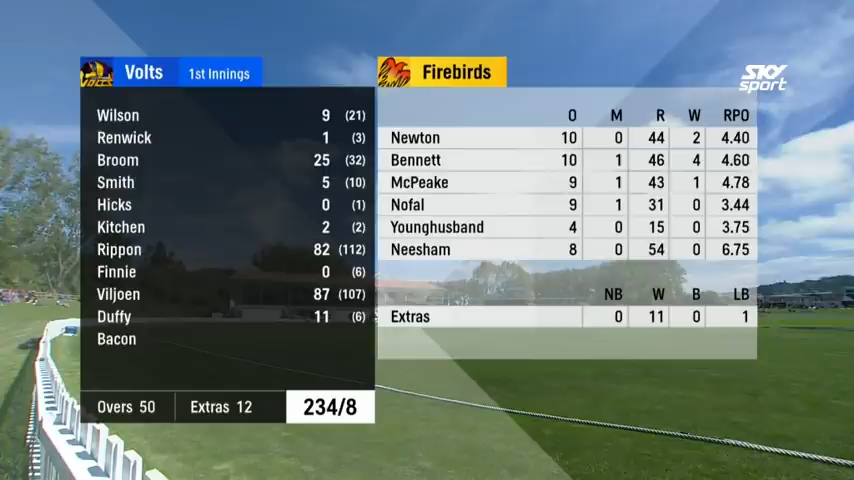 Volts 1st Innings
Wilson 9 (21)
Renwick 1 (3)
Broom 25 (32)
Smith 5 (10)
Hicks 0 (1)
Kitchen 2 (2)
Rippon 82 (112)
Finnie 0 (6)
Viljoen 87 (107)
Duffy 11 (6)
Bacon
Overs 50 Extras 12 234/8
Firebirds
O M R W RPO
Newton 10 0 44 2 4.40
Bennett 10 1 46 4 4.60
McPeake 9 1 43 1 4.78
Nofal 9 1 31 0 3.44
Younghusband 4 0 15 0 3.75
Neesham 8 0 54 0 6.75
NB W B LB
Extras 0 11 0 1
SKY
sport
VOLTS